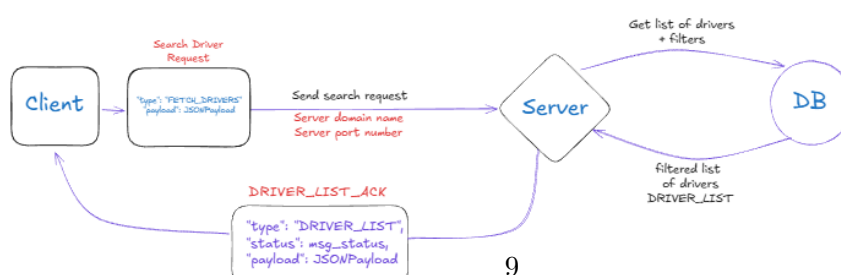 Search Driver
Request
Client
"type": "FETCH_DRIVERS"
"payload": JSONPayload
Send search request
Server domain name
Server port number
Server
Get list of drivers
+ filters
DB
filtered list
of drivers
DRIVER_LIST
DRIVER_LIST_ACK
"type": "DRIVER_LIST",
"status": msg_status,
"payload": JSONPayload
9